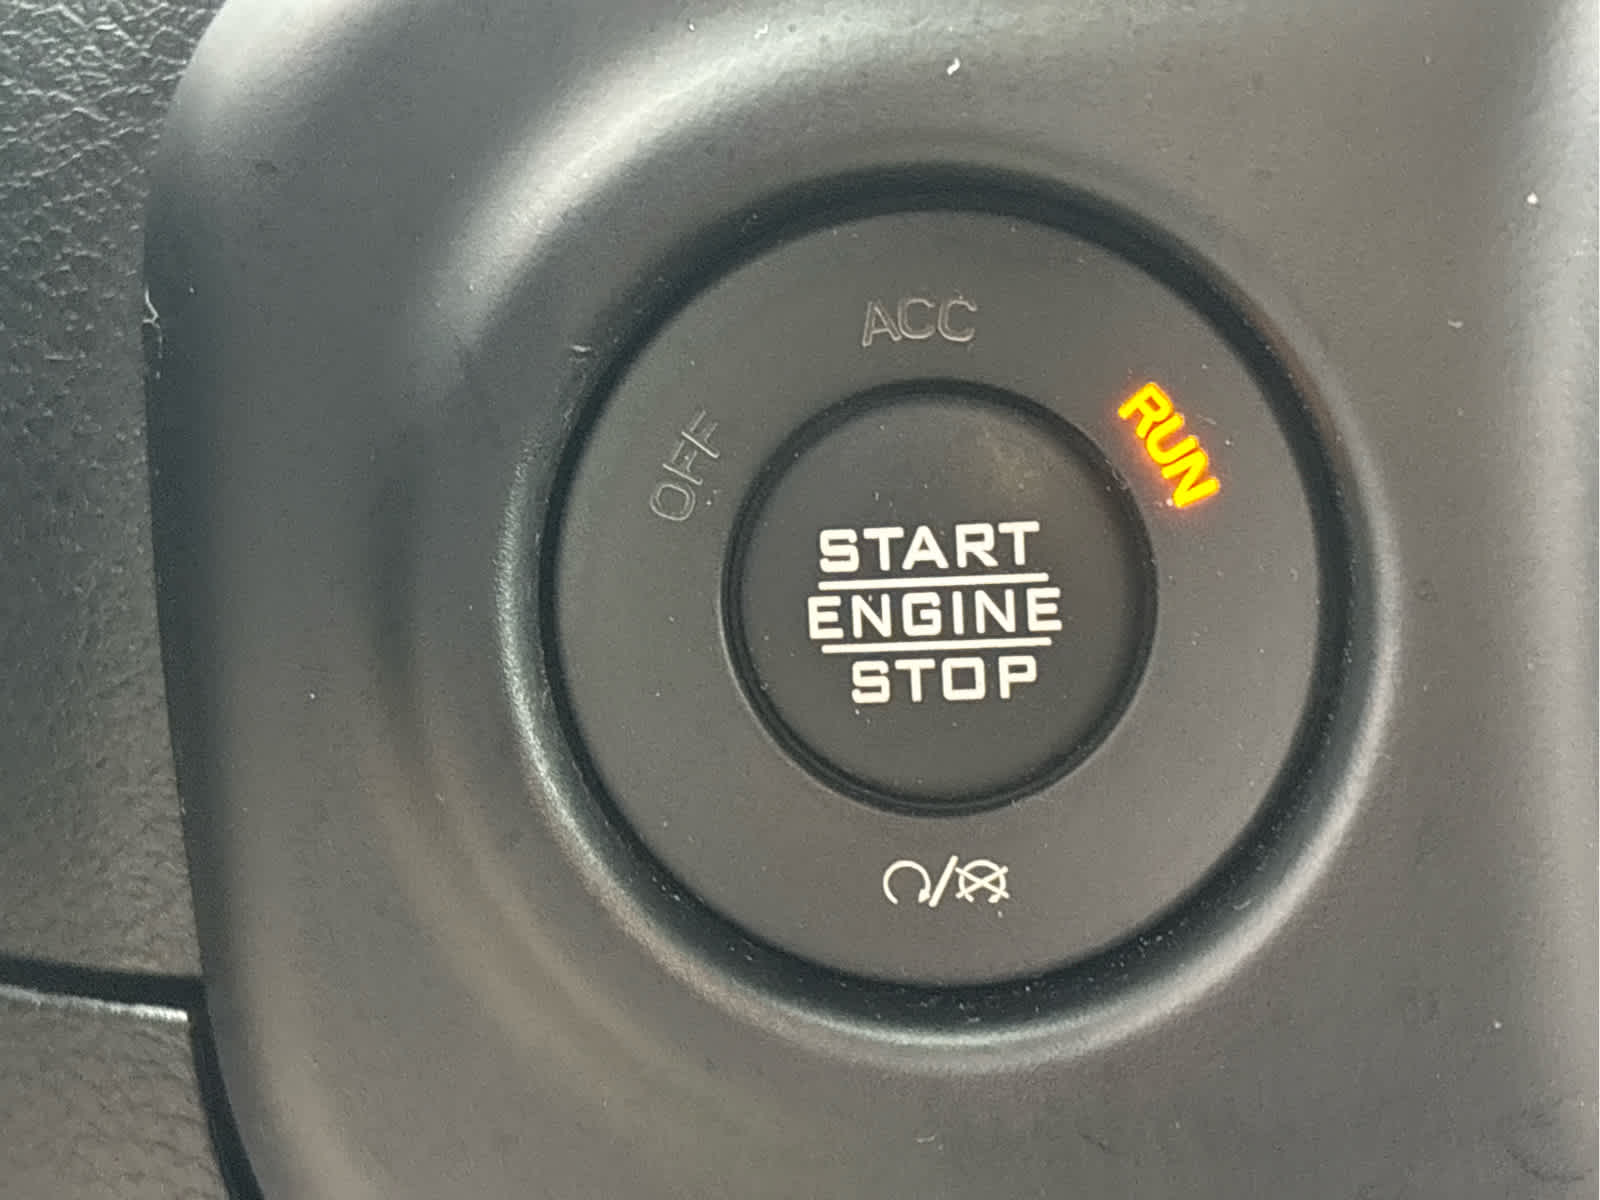 ACC
OFF
RUN
START
ENGINE
STOP